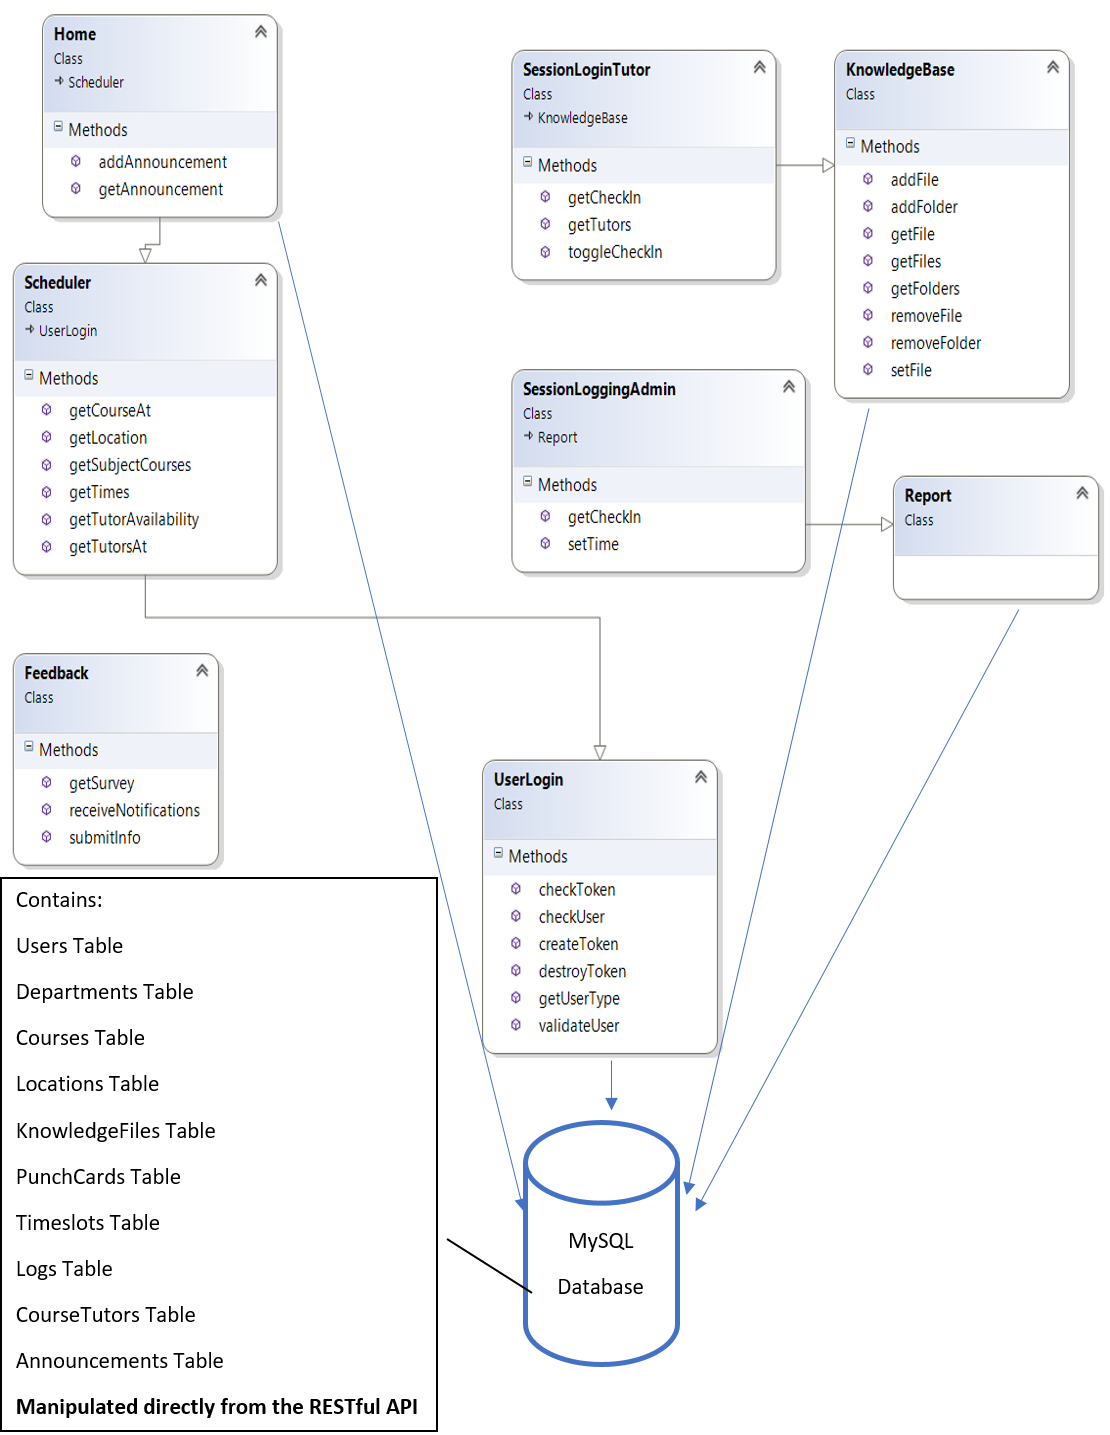 Home
Class
Scheduler
Methods
addAnnouncement
getAnnouncement
SessionLoginTutor
Class
KnowledgeBase
Methods
getCheckIn
getTutors
toggleCheckIn
KnowledgeBase
Class
Methods
addFile
addFolder
getFile
getFiles
getFolders
removeFile
removeFolder
setFile
Scheduler
Class
UserLogin
Methods
getCourseAt
getLocation
getSubjectCourses
getTimes
getTutorAvailability
getTutorsAt
SessionLoggingAdmin
Class
Report
Methods
getCheckIn
setTime
Report
Class
Feedback
Class
Methods
getSurvey
receiveNotifications
submitInfo
UserLogin
Class
Methods
checkToken
checkUser
createToken
destroyToken
getUserType
validateUser
Contains:
Users Table
Departments Table
Courses Table
Locations Table
KnowledgeFiles Table
PunchCards Table
Timeslots Table
Logs Table
CourseTutors Table
Announcements Table
Manipulated directly from the RESTful API
MySQL
Database